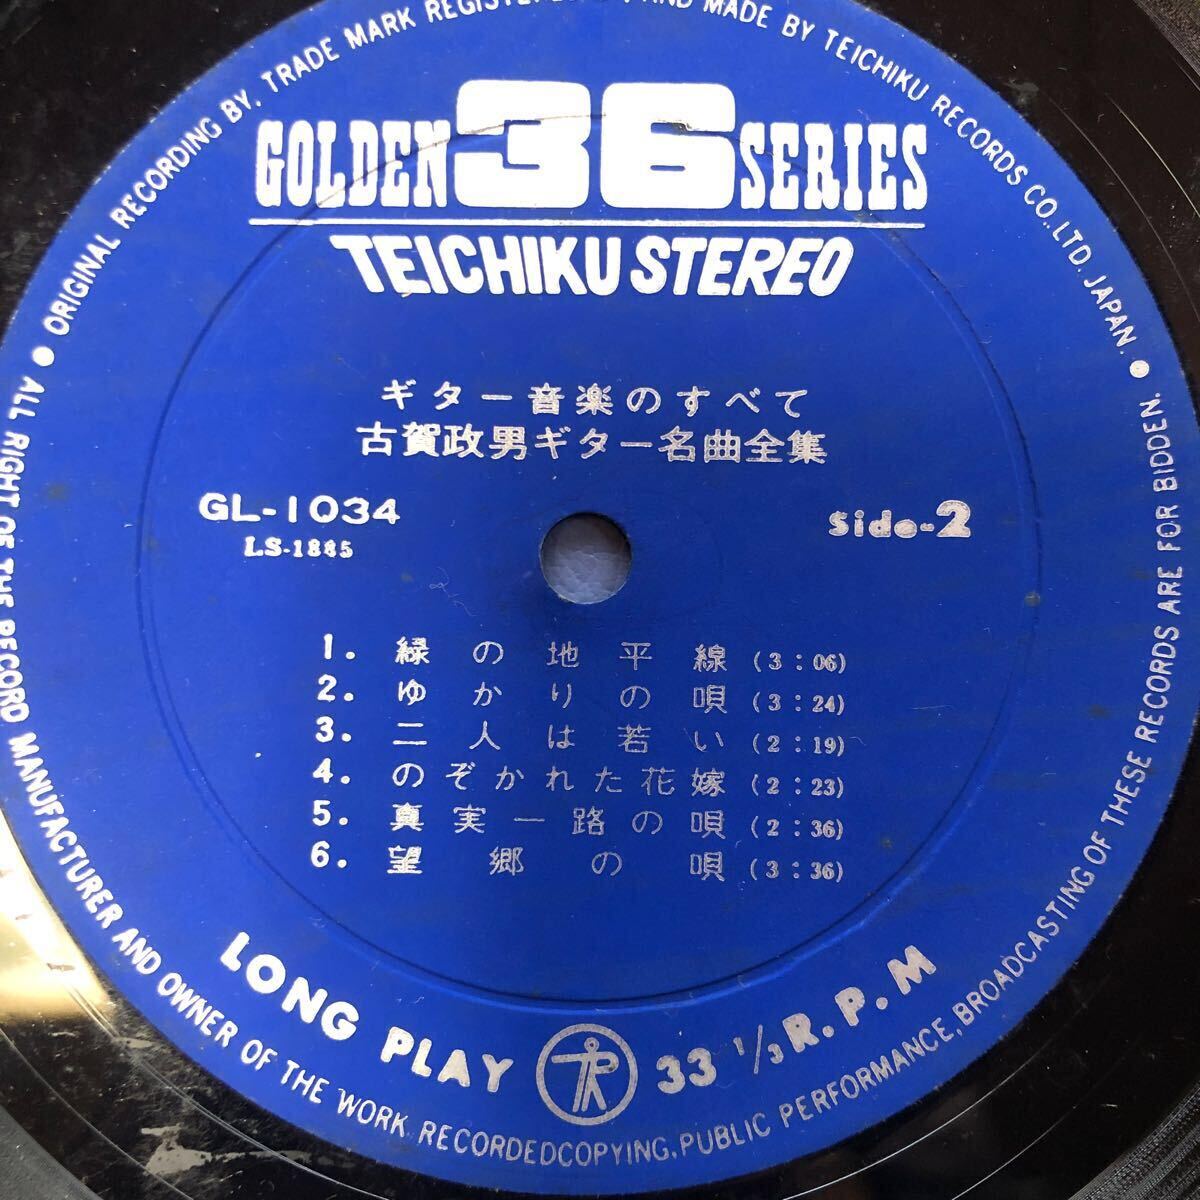 ORIGINAL RECORDING BY, TRADE MARK REGISTERED AND MADE BY TEICHIKU RECORDS CO., LTD. JAPAN.
GOLDEN 36 SERIES
TEICHIKU STEREO
ギター音楽のすべて
古賀政男ギター名曲全集
GL-1034
LS-1885
Side-2
1. 緑の地平線 (3:06)
2. ゆかりの唄 (3:24)
3. 二人は若い (2:19)
4. のぞかれた花嫁 (2:23)
5. 真実一路の唄 (2:36)
6. 望郷の唄 (3:36)
LONG PLAY 33 1/3 R.P.M
ALL RIGHT OF THE RECORD MANUFACTURER AND OWNER OF THE WORK. RECORDEDCOPYING, PUBLIC PERFORMANCE, BROADCASTING OF THESE RECORDS ARE FOR BIDDEN.